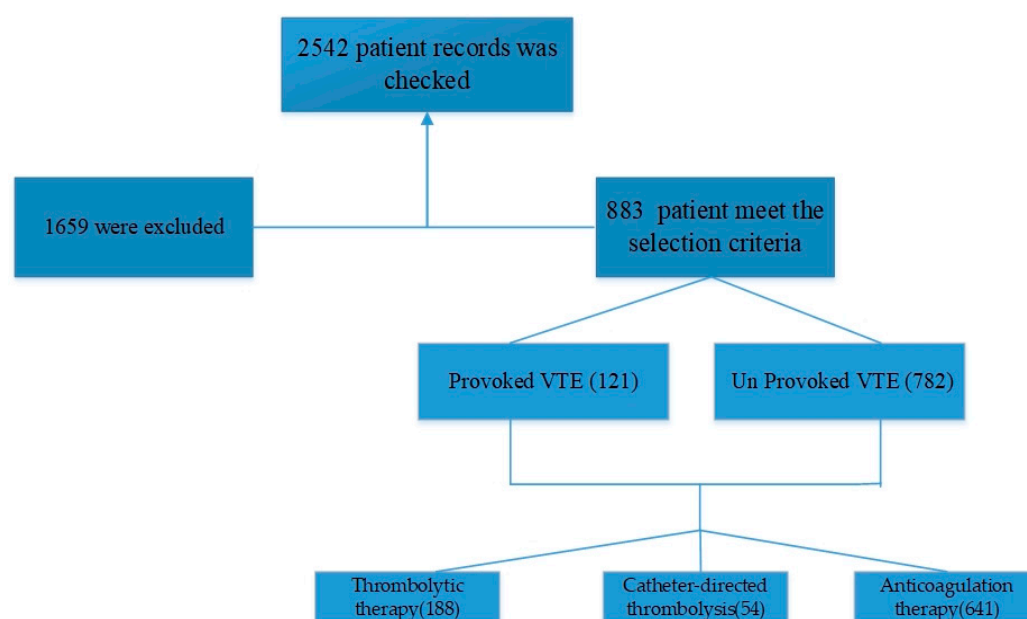 2542 patient records was
checked
1659 were excluded
883 patient meet the
selection criteria
Provoked VTE (121)
Un Provoked VTE (782)
Thrombolytic
therapy(188)
Catheter-directed
thrombolysis(54)
Anticoagulation
therapy(641)